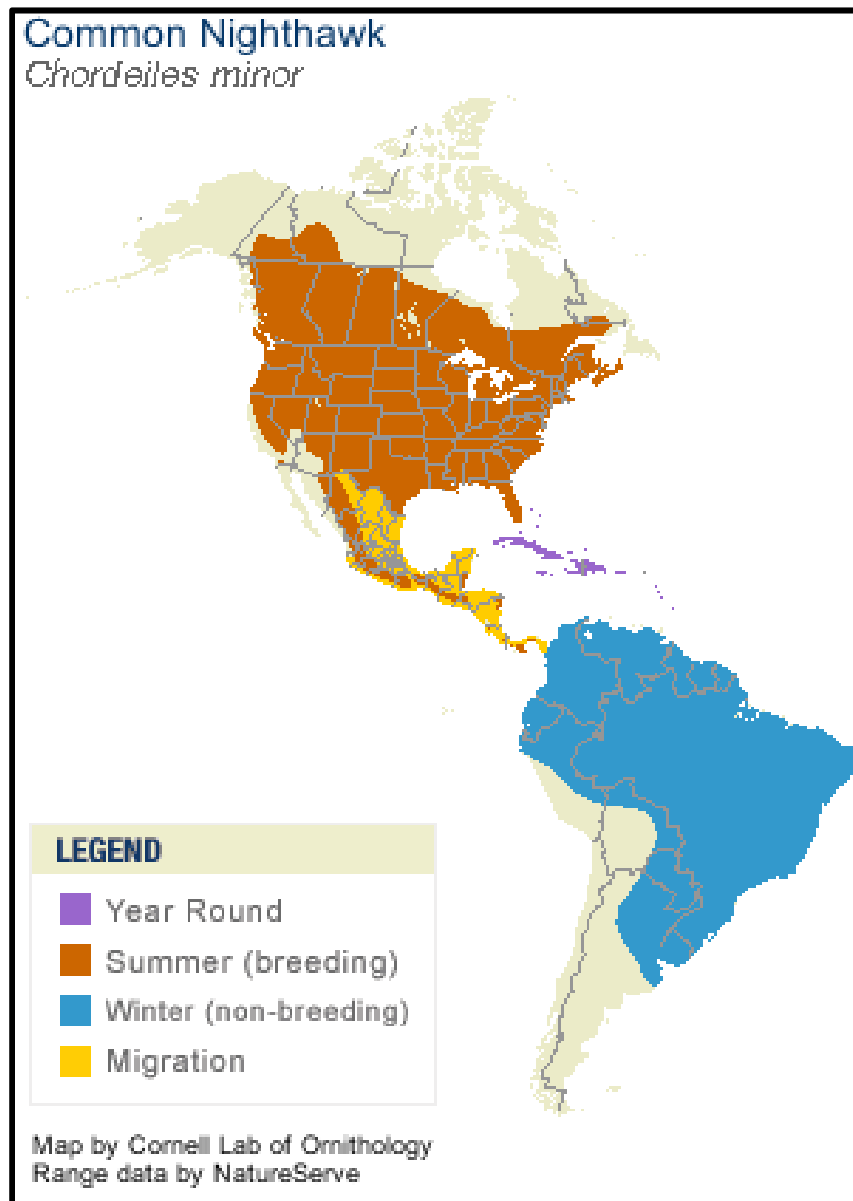 Common Nighthawk
Chordeiles minor
LEGEND
Year Round
Summer (breeding)
Winter (non-breeding)
Migration
Map by Cornell Lab of Ornithology
Range data by NatureServe